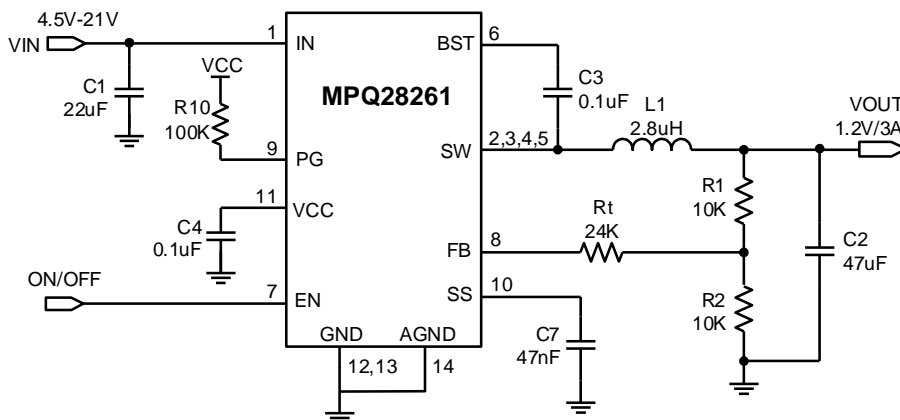 4.5V-21V
VIN
1
IN
BST
6
C1
22uF
VCC
R10
100K
MPQ28261
C3
0.1uF
L1
2.8uH
VOUT
1.2V/3A
9
PG
SW
2,3,4,5
11
VCC
C4
0.1uF
R1
10K
Rt
24K
FB
8
C2
47uF
ON/OFF
7
EN
SS
10
R2
10K
GND
AGND
12,13
14
C7
47nF